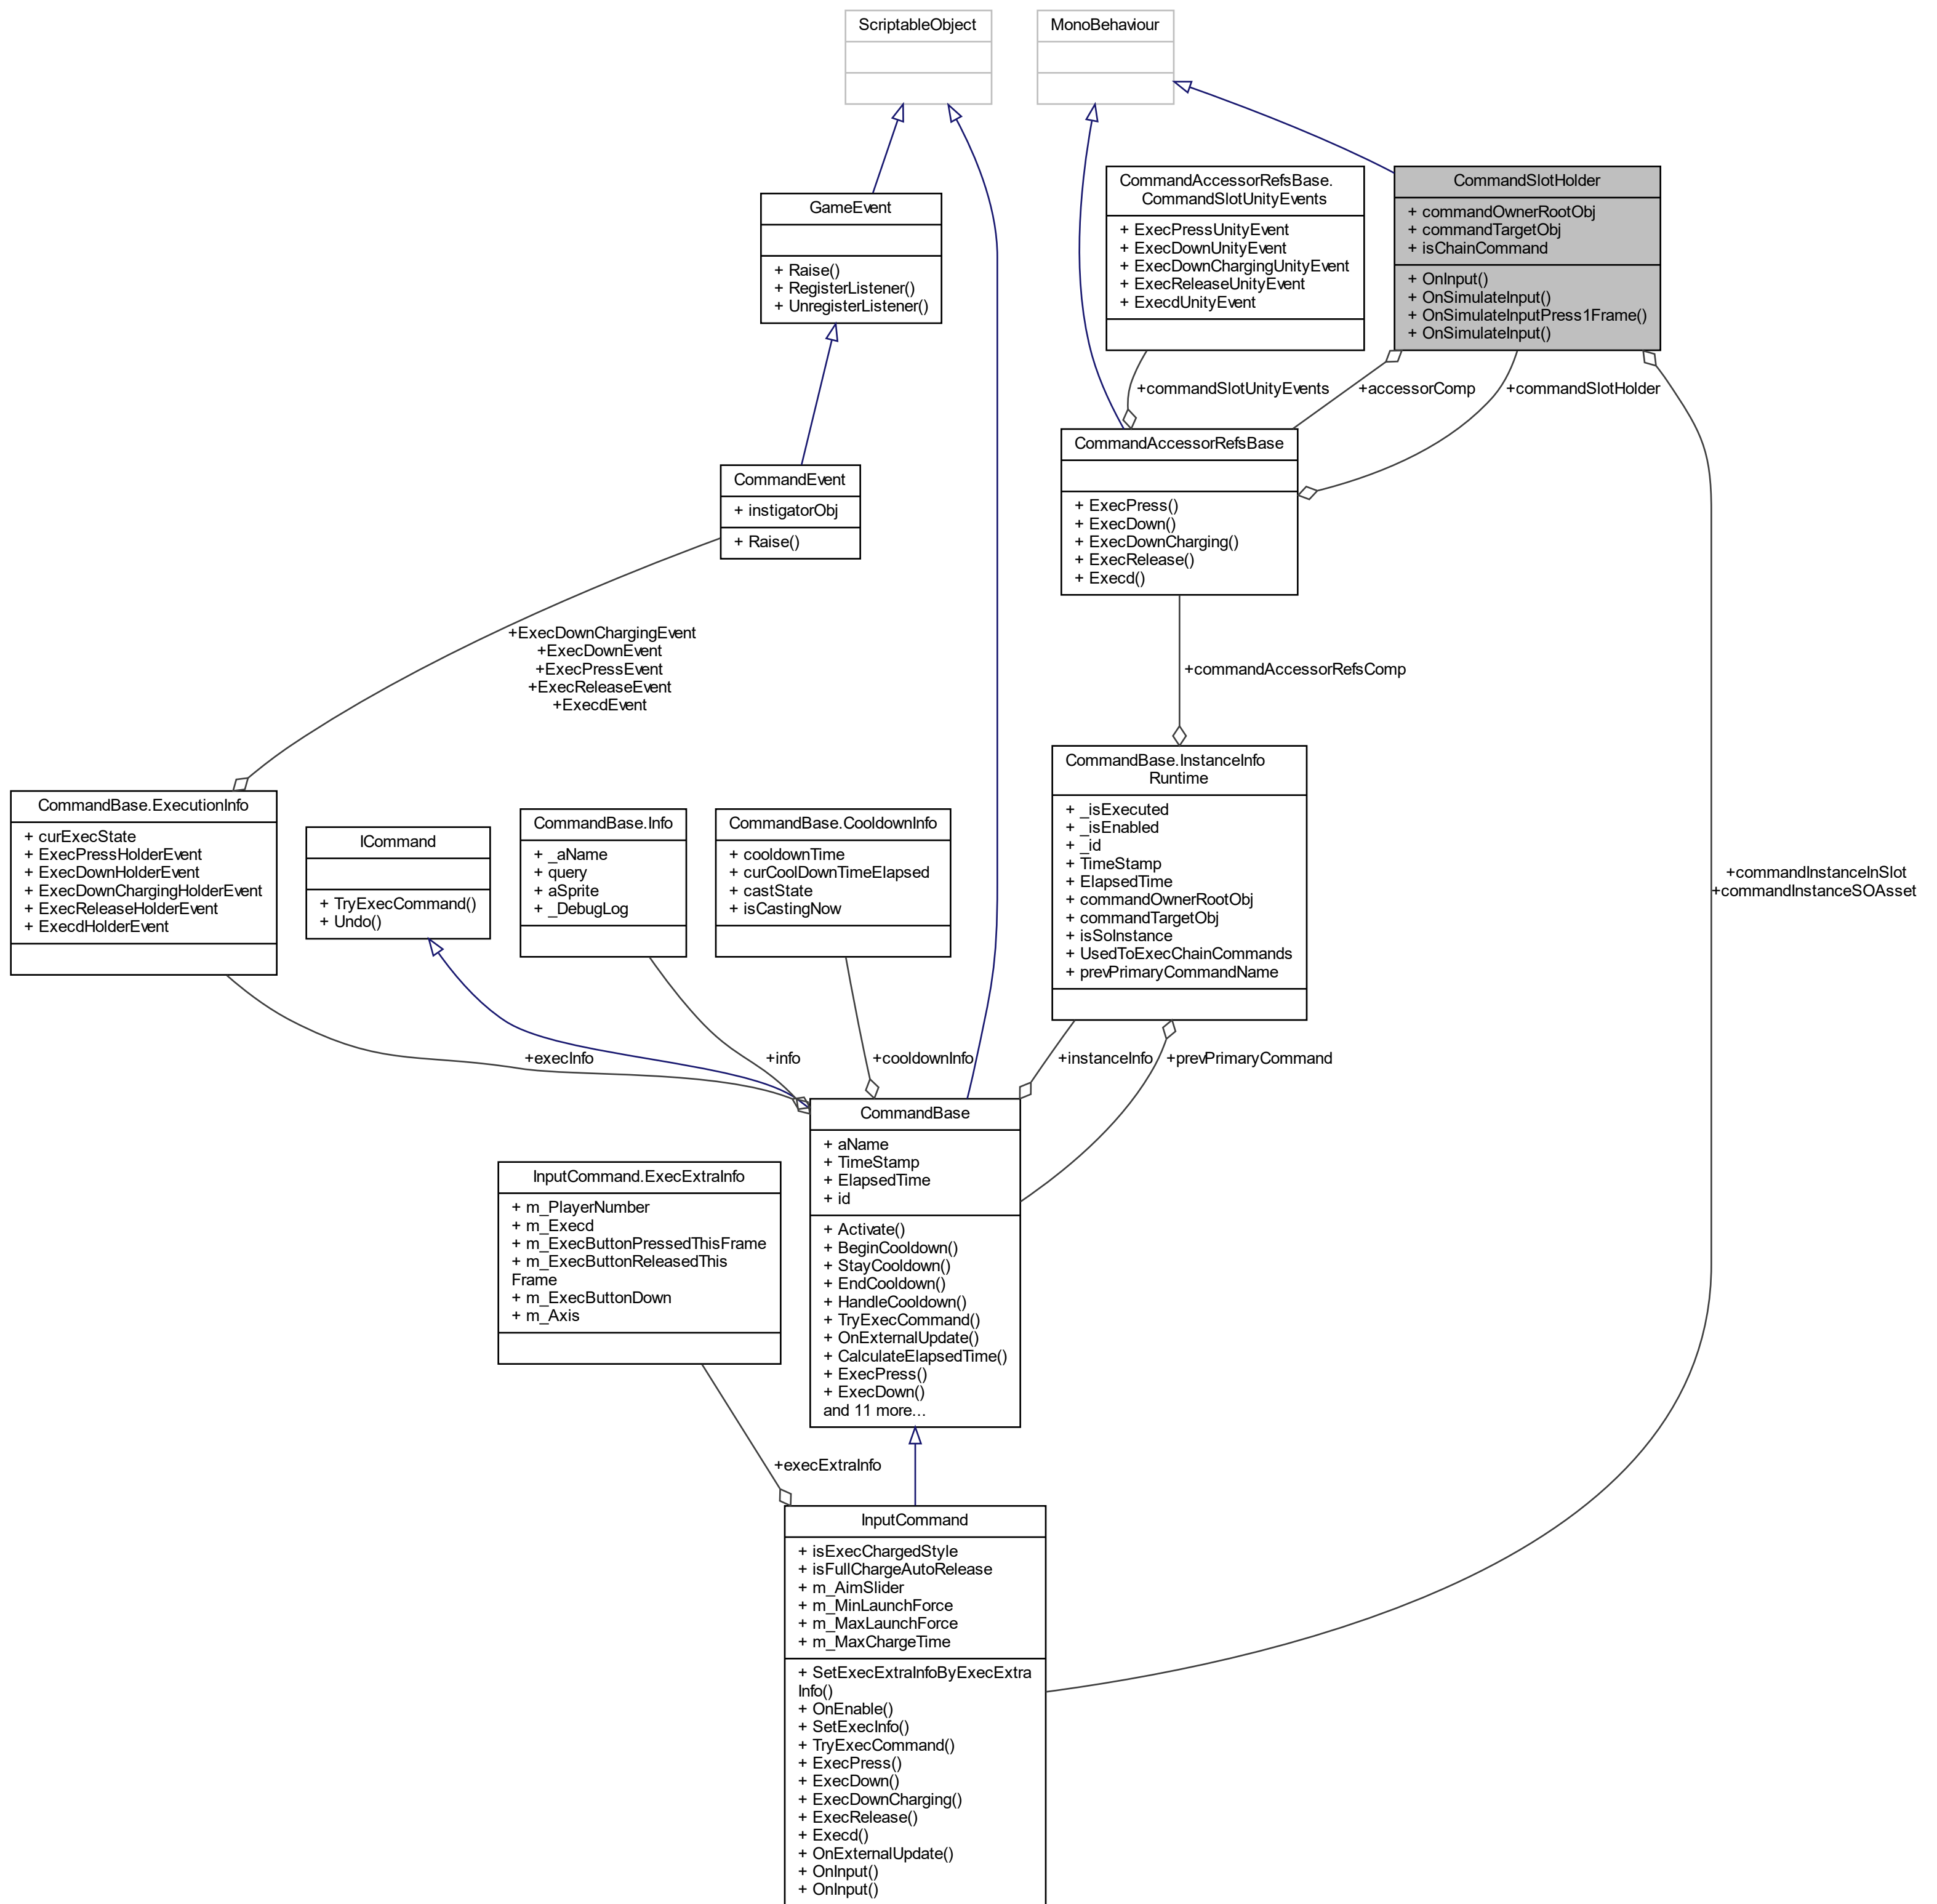 ScriptableObject
MonoBehaviour
CommandAccessorRefsBase.
CommandSlotUnityEvents
+ ExecPressUnityEvent
+ ExecDownUnityEvent
+ ExecDownChargingUnityEvent
+ ExecReleaseUnityEvent
+ ExecdUnityEvent
CommandSlotHolder
+ commandOwnerRootObj
+ commandTargetObj
+ isChainCommand
+ OnInput()
+ OnSimulateInput()
+ OnSimulateInputPress1Frame()
+ OnSimulateInput()
GameEvent
+ Raise()
+ RegisterListener()
+ UnregisterListener()
+commandSlotUnityEvents
+accessorComp
+commandSlotHolder
CommandAccessorRefsBase
+ ExecPress()
+ ExecDown()
+ ExecDownCharging()
+ ExecRelease()
+ Execd()
CommandEvent
+ instigatorObj
+ Raise()
+ExecDownChargingEvent
+ExecDownEvent
+ExecPressEvent
+ExecReleaseEvent
+ExecdEvent
+commandAccessorRefsComp
CommandBase.ExecutionInfo
+ curExecState
+ ExecPressHolderEvent
+ ExecDownHolderEvent
+ ExecDownChargingHolderEvent
+ ExecReleaseHolderEvent
+ ExecdHolderEvent
ICommand
+ TryExecCommand()
+ Undo()
CommandBase.Info
+ _aName
+ query
+ aSprite
+ _DebugLog
CommandBase.CooldownInfo
+ cooldownTime
+ curCoolDownTimeElapsed
+ castState
+ isCastingNow
CommandBase.InstanceInfo
Runtime
+ _isExecuted
+ _isEnabled
+ _id
+ TimeStamp
+ ElapsedTime
+ commandOwnerRootObj
+ commandTargetObj
+ isSoInstance
+ UsedToExecChainCommands
+ prevPrimaryCommandName
+commandInstanceInSlot
+commandInstanceSOAsset
+execInfo
+info
+cooldownInfo
+instanceInfo
+prevPrimaryCommand
CommandBase
+ aName
+ TimeStamp
+ ElapsedTime
+ id
+ Activate()
+ BeginCooldown()
+ StayCooldown()
+ EndCooldown()
+ HandleCooldown()
+ TryExecCommand()
+ OnExternalUpdate()
+ CalculateElapsedTime()
+ ExecPress()
+ ExecDown()
and 11 more...
InputCommand.ExecExtraInfo
+ m_PlayerNumber
+ m_Execd
+ m_ExecButtonPressedThisFrame
+ m_ExecButtonReleasedThis
Frame
+ m_ExecButtonDown
+ m_Axis
+execExtraInfo
InputCommand
+ isExecChargedStyle
+ isFullChargeAutoRelease
+ m_AimSlider
+ m_MinLaunchForce
+ m_MaxLaunchForce
+ m_MaxChargeTime
+ SetExecExtraInfoByExecExtra
Info()
+ OnEnable()
+ SetExecInfo()
+ TryExecCommand()
+ ExecPress()
+ ExecDown()
+ ExecDownCharging()
+ ExecRelease()
+ Execd()
+ OnExternalUpdate()
+ OnInput()
+ OnInput()